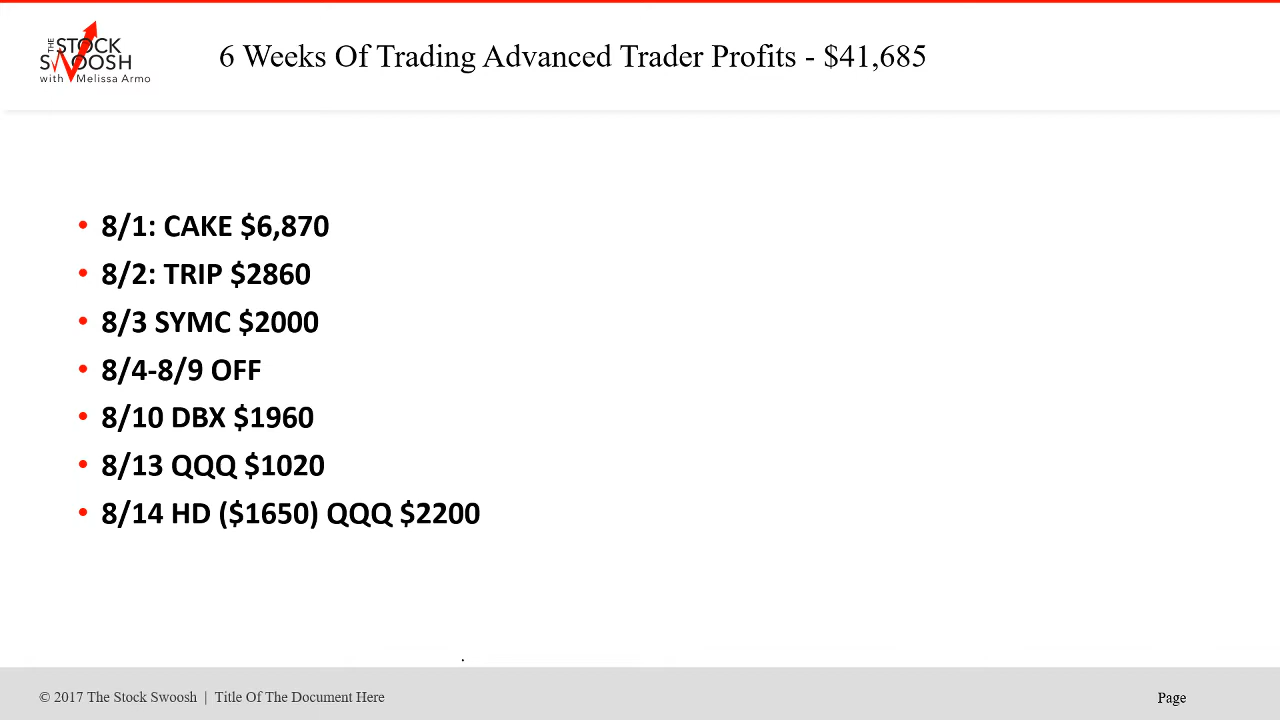 THE STOCK
SWOOSH
with Melissa Armo
6 Weeks Of Trading Advanced Trader Profits - $41,685
• 8/1: CAKE $6,870
• 8/2: TRIP $2860
• 8/3 SYMC $2000
• 8/4-8/9 OFF
• 8/10 DBX $1960
• 8/13 QQQ $1020
• 8/14 HD ($1650) QQQ $2200
.
© 2017 The Stock Swoosh | Title Of The Document Here
Page